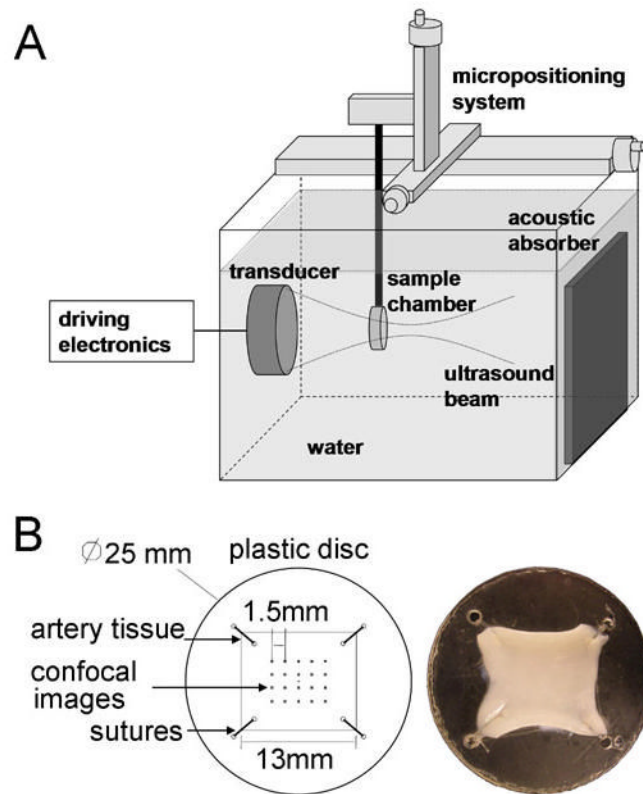 A
micropositioning
system
acoustic
absorber
transducer
sample
chamber
driving
electronics
ultrasound
beam
water
B
∅25 mm
plastic disc
1.5mm
artery tissue
confocal
images
sutures
13mm